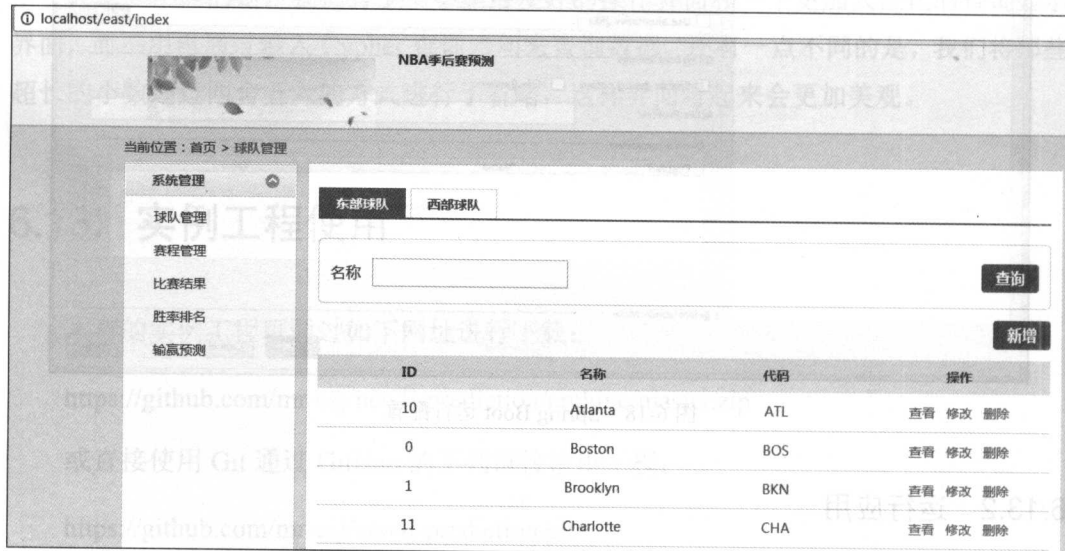 localhost/east/index
NBA季后赛预测
当前位置：首页 > 球队管理
系统管理
球队管理
赛程管理
比赛结果
胜率排名
输赢预测
东部球队 西部球队
名称
查询
新增
ID 名称 代码 操作
10 Atlanta ATL 查看 修改 删除
0 Boston BOS 查看 修改 删除
1 Brooklyn BKN 查看 修改 删除
11 Charlotte CHA 查看 修改 删除